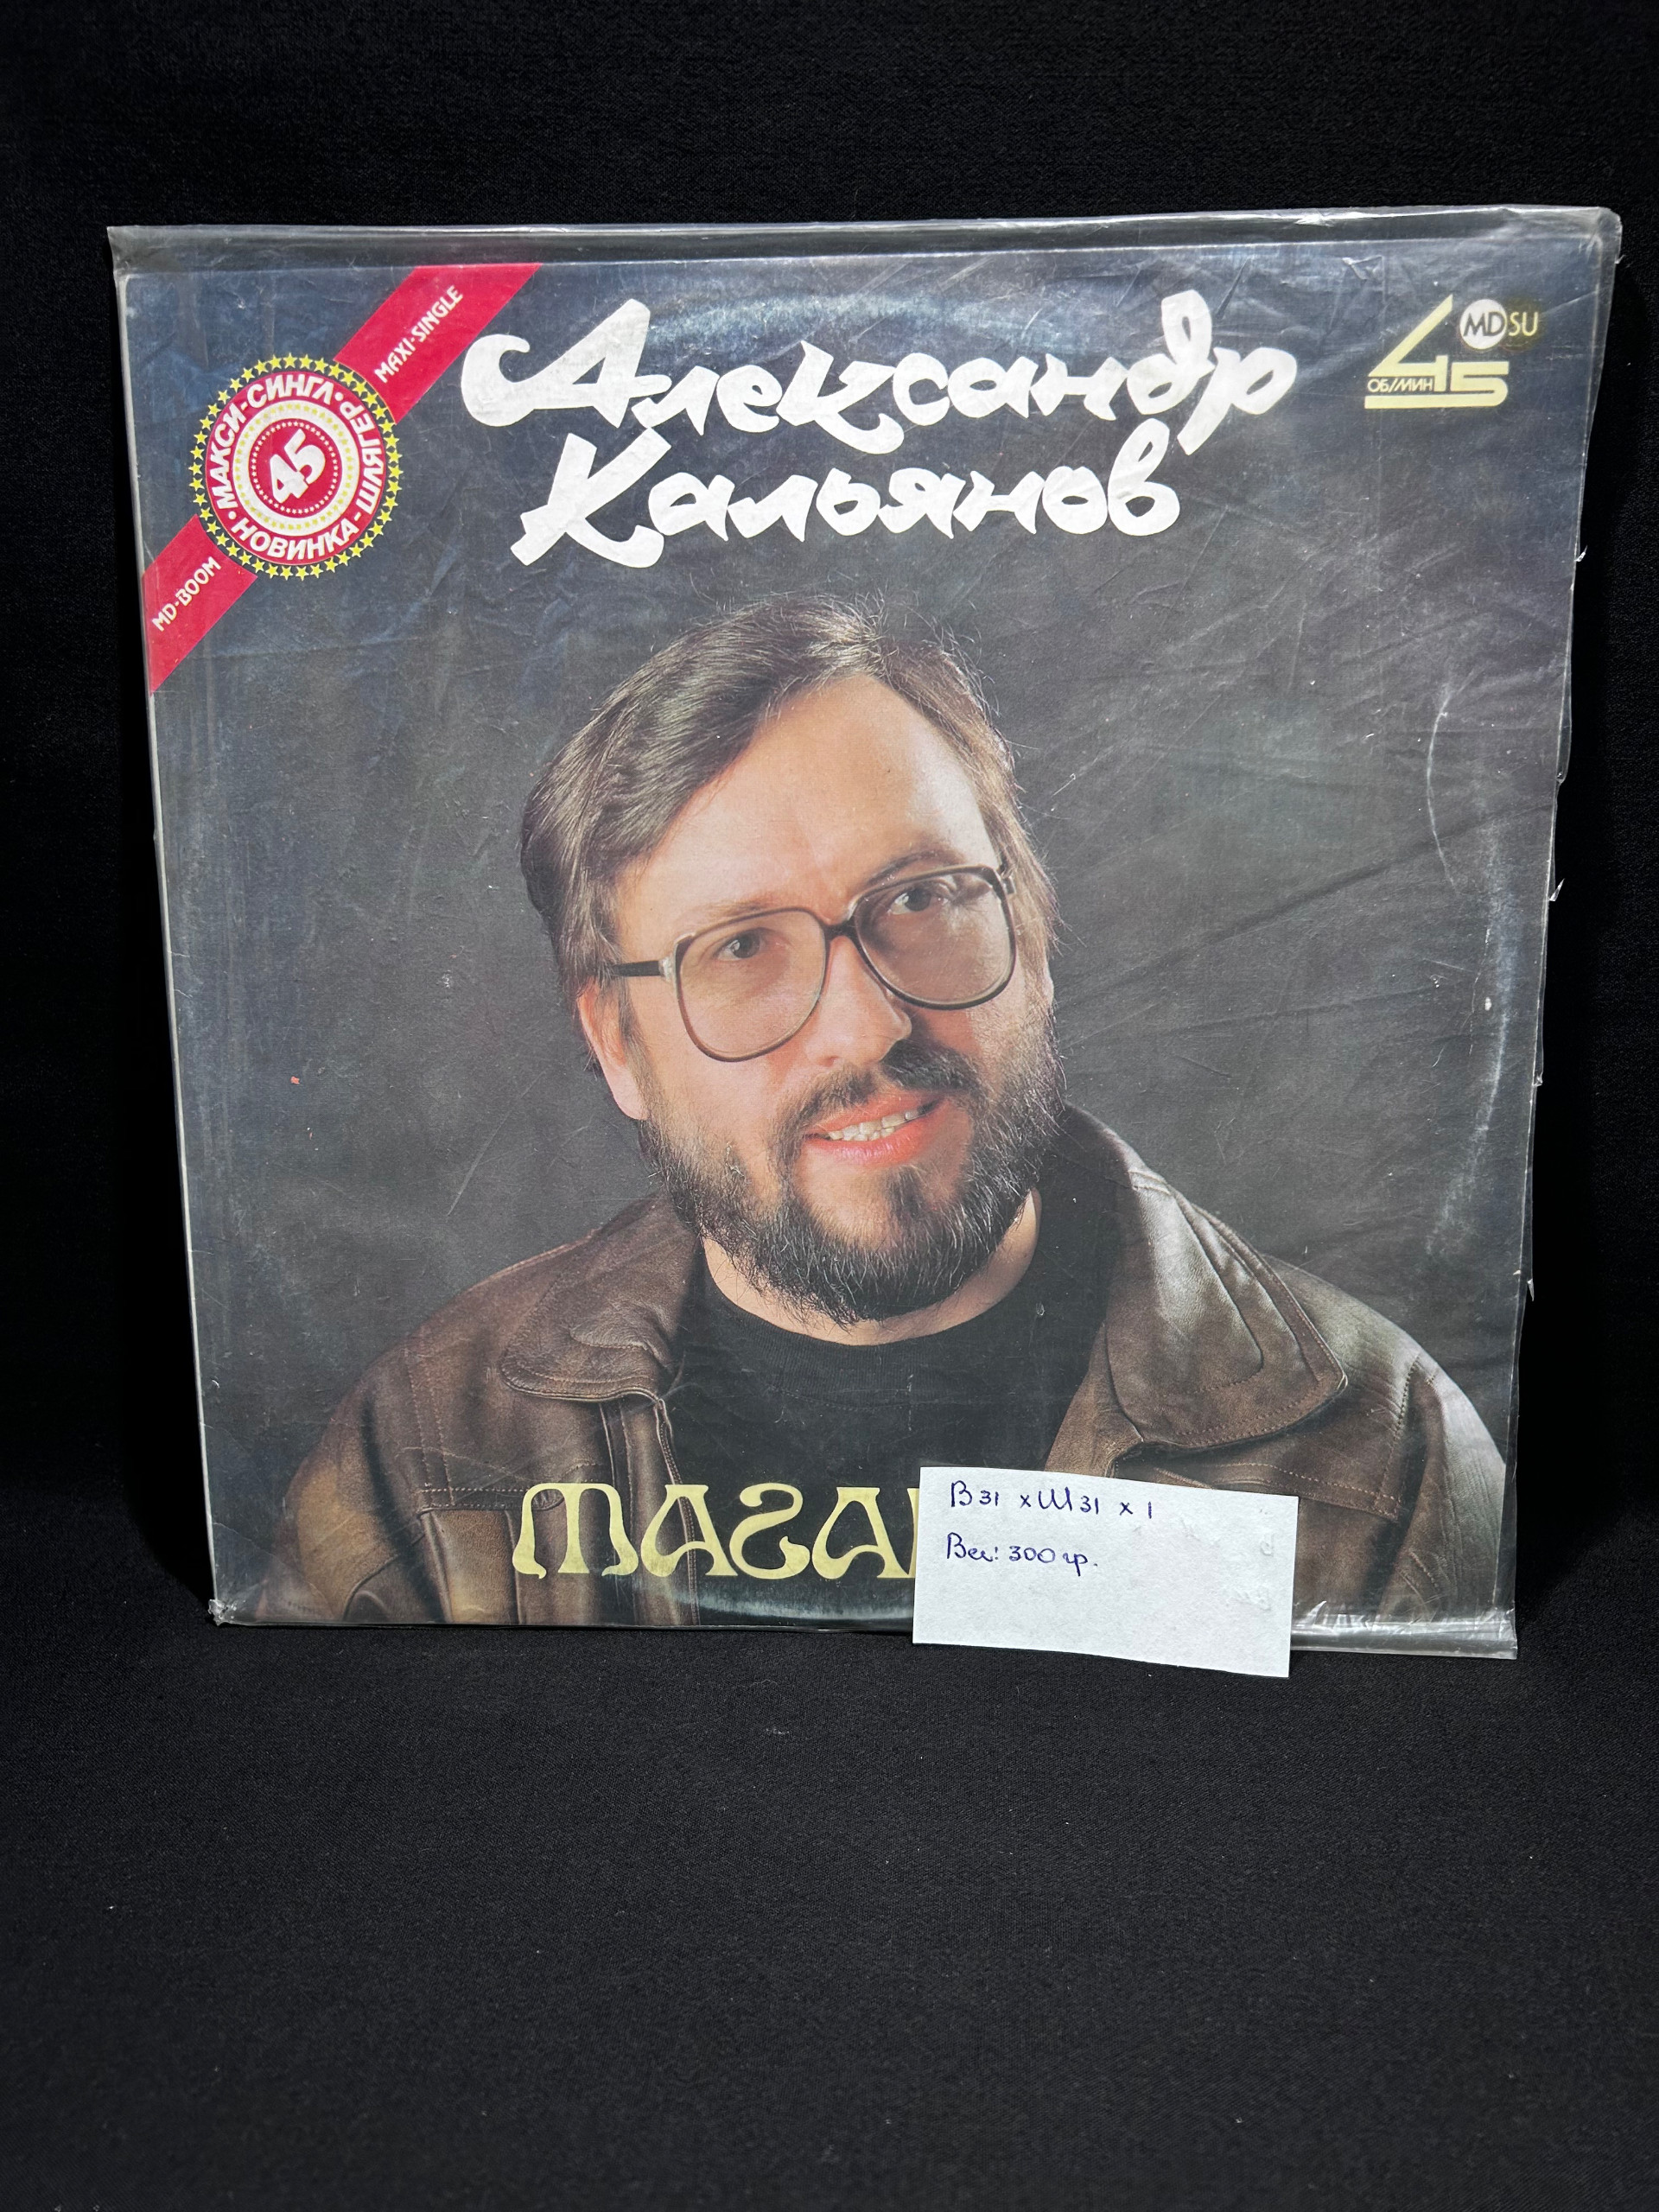 MAXI-SINGLE
МАКСИ-СИНГЛ • ШЛЯГЕР • НОВИНКА •
45
MD-BOOM
Александр
Кальянов
45
ОБ/МИН
MD SU
ТАГА
В 31 х Ш 31 х 1
Вес: 300 гр.